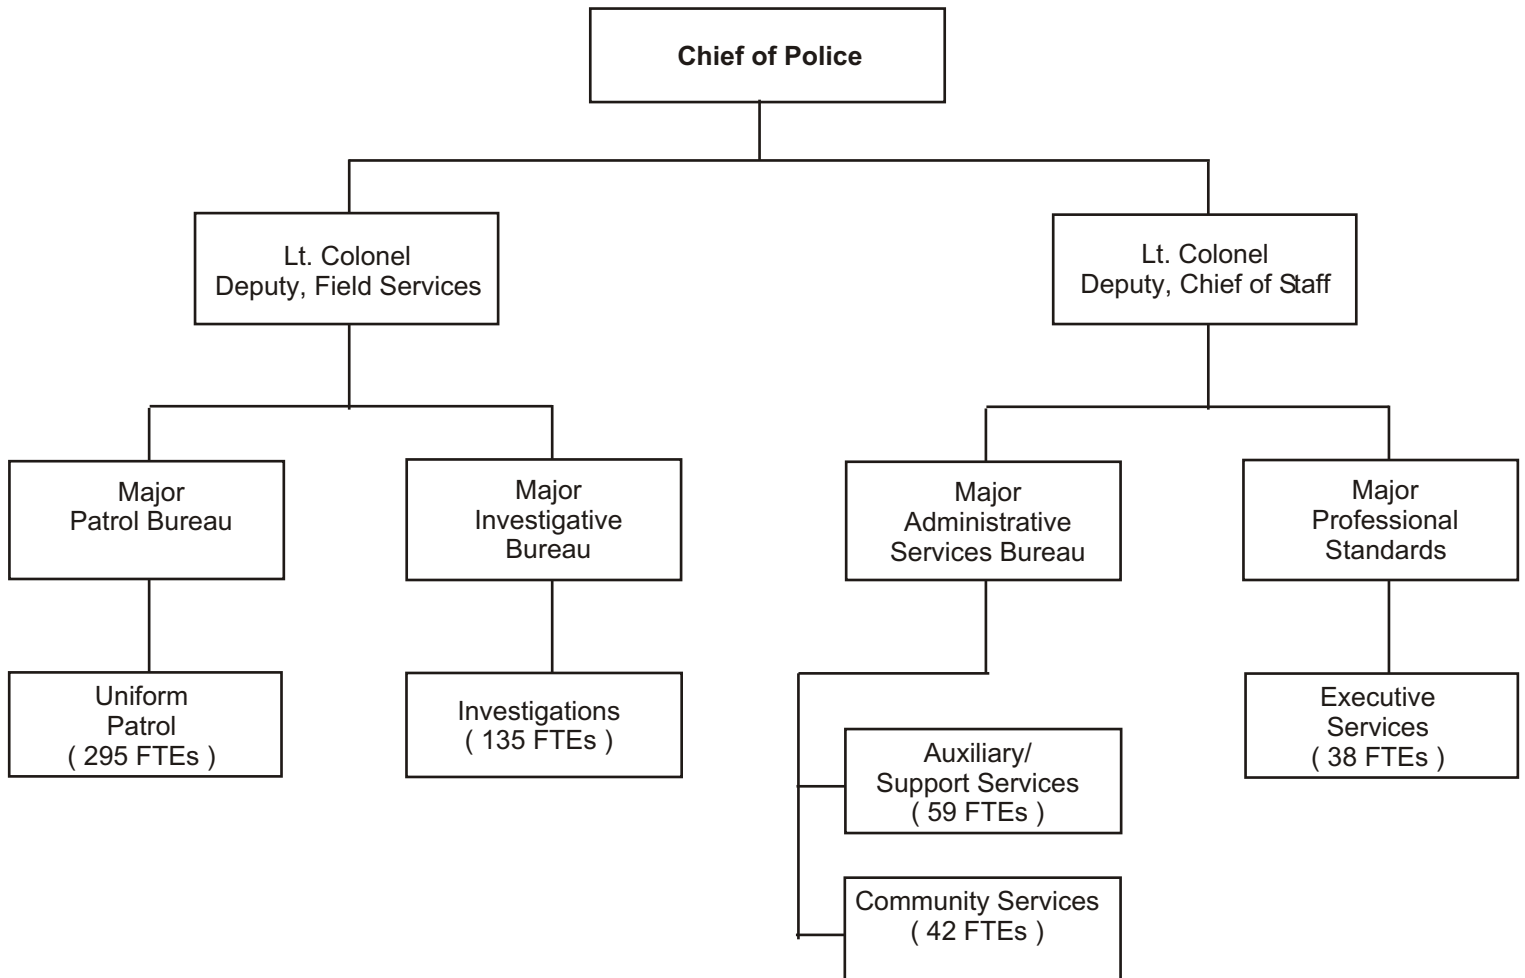 Chief of Police
Lt. Colonel
Deputy, Field Services
Lt. Colonel
Deputy, Chief of Staff
Major
Patrol Bureau
Major
Investigative
Bureau
Major
Administrative
Services Bureau
Major
Professional
Standards
Uniform
Patrol
( 295 FTEs )
Investigations
( 135 FTEs )
Auxiliary/
Support Services
( 59 FTEs )
Community Services
( 42 FTEs )
Executive
Services
( 38 FTEs )